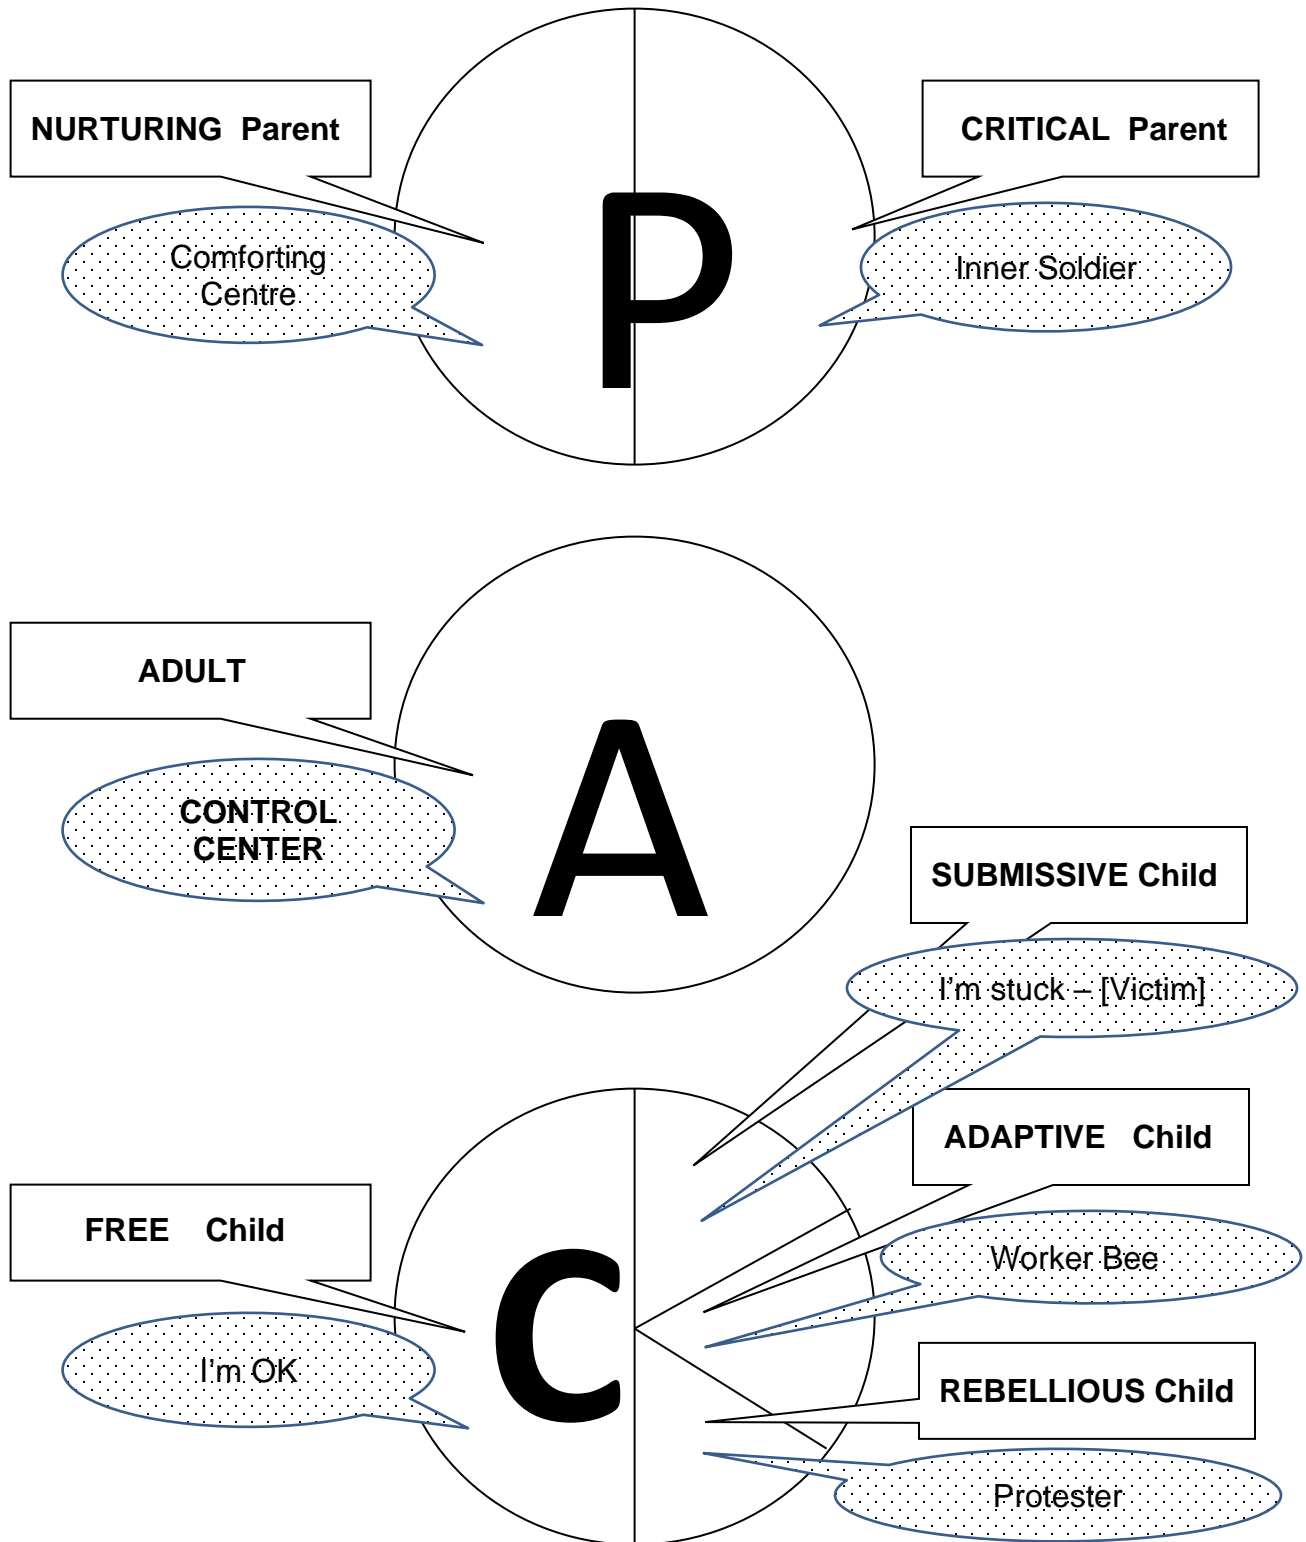 NURTURING Parent
CRITICAL Parent
Comforting
Centre
Inner Soldier
P
ADULT
CONTROL
CENTER
A
SUBMISSIVE Child
I'm stuck – [Victim]
ADAPTIVE Child
FREE Child
Worker Bee
C
I'm OK
REBELLIOUS Child
Protester